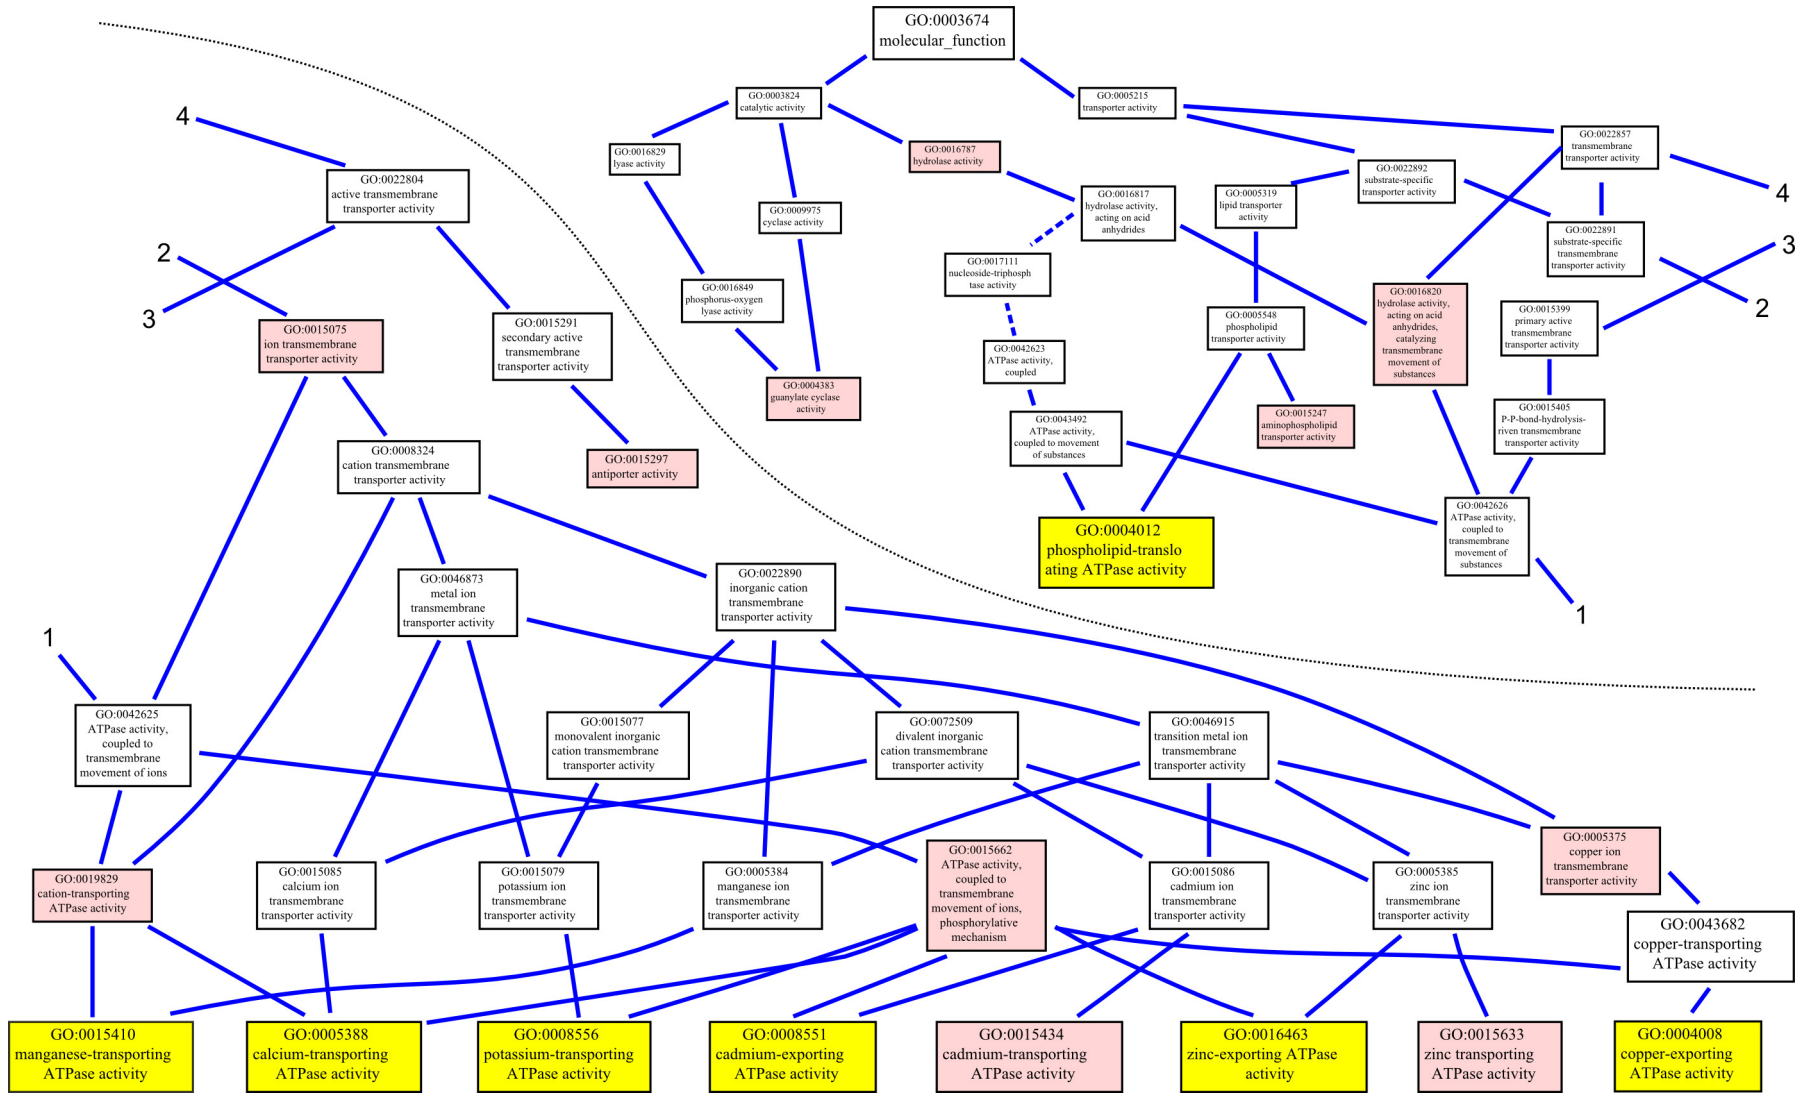 GO:0003674
molecular_function
GO:0003824
catalytic activity
GO:0005215
transporter activity
4
GO:0016829
lyase activity
GO:0016787
hydrolase activity
GO:0022857
transmembrane
transporter activity
GO:0022804
active transmembrane
transporter activity
GO:0009975
cyclase activity
GO:0016817
hydrolase activity,
acting on acid
anhydrides
GO:0005319
lipid transporter
activity
GO:0022892
substrate-specific
transporter activity
4
GO:0022891
substrate-specific
transmembrane
transporter activity
3
2
3
GO:0017111
nucleoside-triphosph
tase activity
GO:0016849
phosphorus-oxygen
lyase activity
GO:0016820
hydrolase activity,
acting on acid
anhydrides,
catalyzing
transmembrane
movement of
substances
2
GO:0015399
primary active
transmembrane
transporter activity
GO:0015075
ion transmembrane
transporter activity
GO:0015291
secondary active
transmembrane
transporter activity
GO:0005548
phospholipid
transporter activity
GO:0042623
ATPase activity,
coupled
GO:0004383
guanylate cyclase
activity
GO:0043492
ATPase activity,
coupled to movement
of substances
GO:0015247
aminophospholipid
transporter activity
GO:0015405
P-P-bond-hydrolysis-
riven transmembrane
transporter activity
GO:0008324
cation transmembrane
transporter activity
GO:0015297
antiporter activity
GO:0004012
phospholipid-translo
ating ATPase activity
GO:0042626
ATPase activity,
coupled to
transmembrane
movement of
substances
1
GO:0046873
metal ion
transmembrane
transporter activity
GO:0022890
inorganic cation
transmembrane
transporter activity
1
GO:0042625
ATPase activity,
coupled to
transmembrane
movement of ions
GO:0015077
monovalent inorganic
cation transmembrane
transporter activity
GO:0072509
divalent inorganic
cation transmembrane
transporter activity
GO:0046915
transition metal ion
transmembrane
transporter activity
GO:0019829
cation-transporting
ATPase activity
GO:0015085
calcium ion
transmembrane
transporter activity
GO:0015079
potassium ion
transmembrane
transporter activity
GO:0005384
manganese ion
transmembrane
transporter activity
GO:0015662
ATPase activity,
coupled to
transmembrane
movement of ions,
phosphorylative
mechanism
GO:0015086
cadmium ion
transmembrane
transporter activity
GO:0005385
zinc ion
transmembrane
transporter activity
GO:0005375
copper ion
transmembrane
transporter activity
GO:0043682
copper-transporting
ATPase activity
GO:0015410
manganese-transporting
ATPase activity
GO:0005388
calcium-transporting
ATPase activity
GO:0008556
potassium-transporting
ATPase activity
GO:0008551
cadmium-exporting
ATPase activity
GO:0015434
cadmium-transporting
ATPase activity
GO:0016463
zinc-exporting ATPase
activity
GO:0015633
zinc transporting
ATPase activity
GO:0004008
copper-exporting
ATPase activity